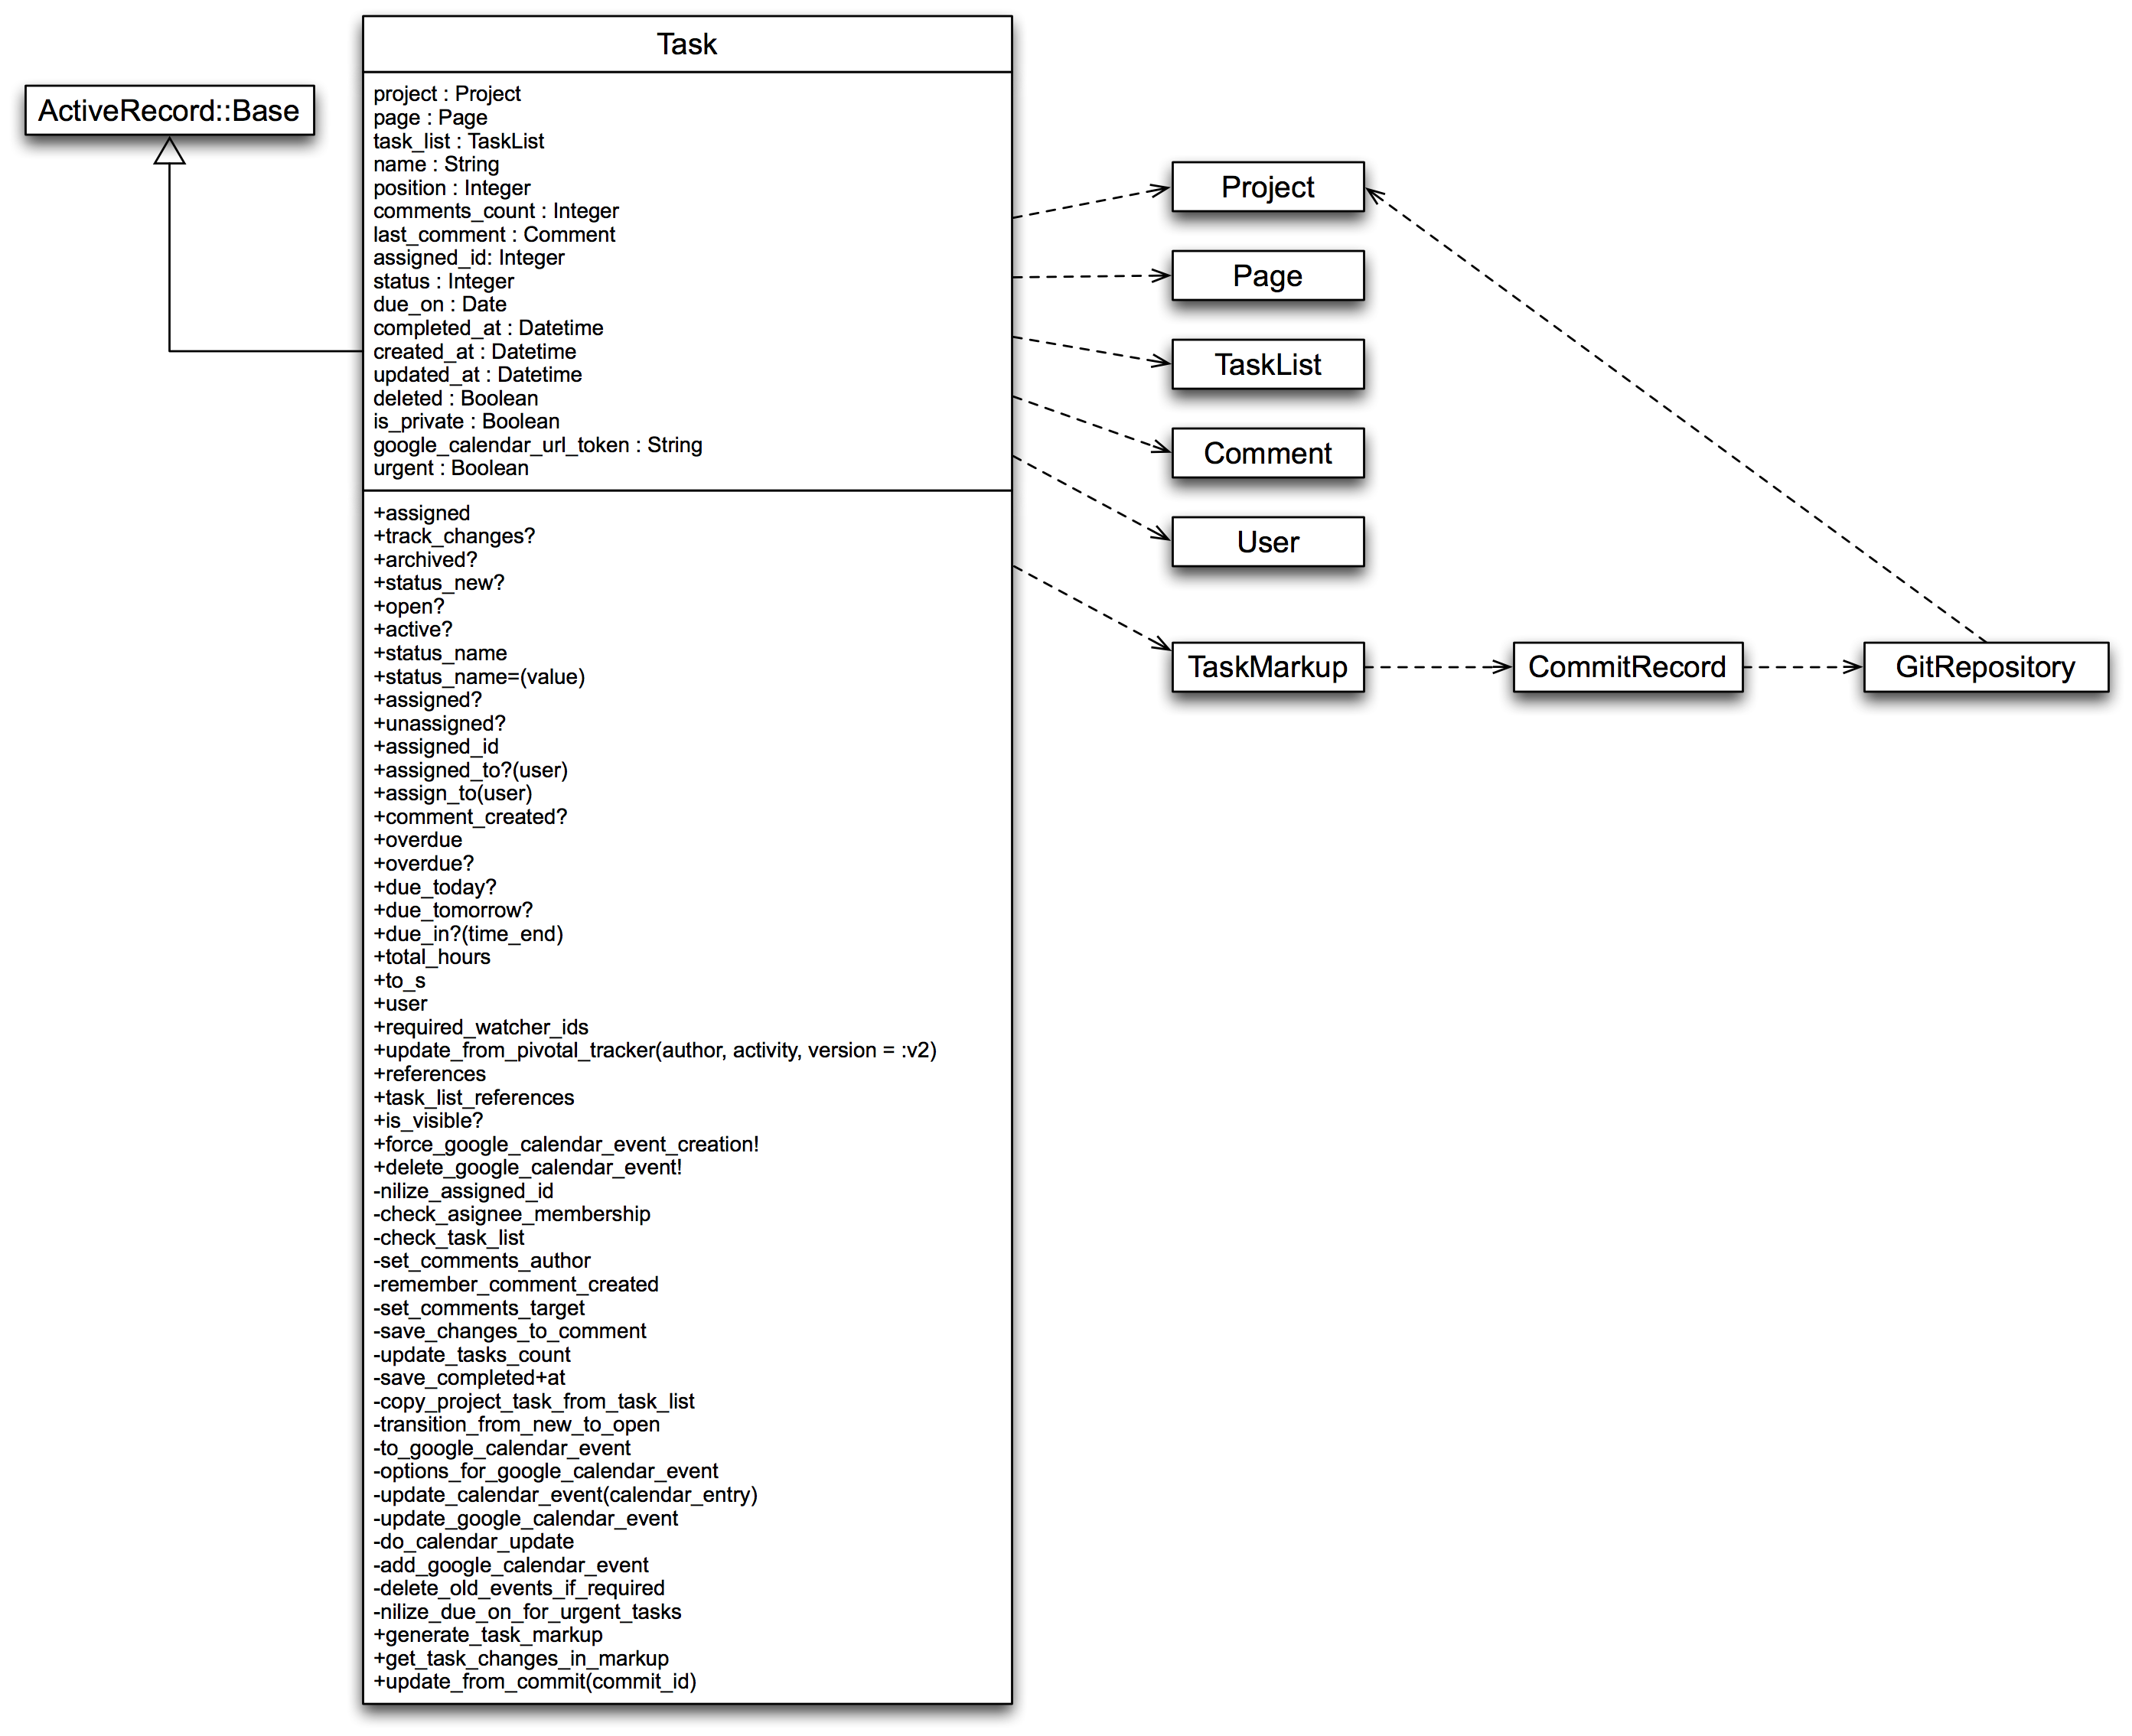 Task
ActiveRecord::Base
project : Project
page : Page
task_list : TaskList
name : String
position : Integer
comments_count : Integer
last_comment : Comment
assigned_id: Integer
status : Integer
due_on : Date
completed_at : Datetime
created_at : Datetime
updated_at : Datetime
deleted : Boolean
is_private : Boolean
google_calendar_url_token : String
urgent : Boolean
+assigned
+track_changes?
+archived?
+status_new?
+open?
+active?
+status_name
+status_name=(value)
+assigned?
+unassigned?
+assigned_id
+assigned_to?(user)
+assign_to(user)
+comment_created?
+overdue
+overdue?
+due_today?
+due_tomorrow?
+due_in?(time_end)
+total_hours
+to_s
+user
+required_watcher_ids
+update_from_pivotal_tracker(author, activity, version = :v2)
+references
+task_list_references
+is_visible?
+force_google_calendar_event_creation!
+delete_google_calendar_event!
-nilize_assigned_id
-check_asignee_membership
-check_task_list
-set_comments_author
-remember_comment_created
-set_comments_target
-save_changes_to_comment
-update_tasks_count
-save_completed+at
-copy_project_task_from_task_list
-transition_from_new_to_open
-to_google_calendar_event
-options_for_google_calendar_event
-update_calendar_event(calendar_entry)
-update_google_calendar_event
-do_calendar_update
-add_google_calendar_event
-delete_old_events_if_required
-nilize_due_on_for_urgent_tasks
+generate_task_markup
+get_task_changes_in_markup
+update_from_commit(commit_id)
Project
Page
TaskList
Comment
User
TaskMarkup
CommitRecord
GitRepository